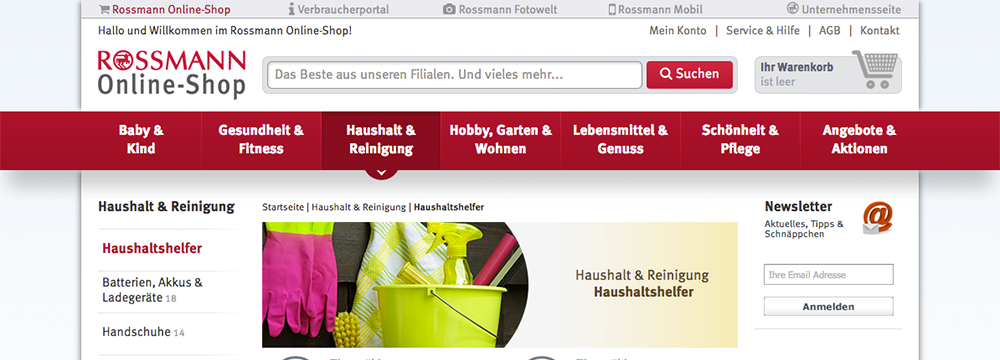 Rossmann Online-Shop
Verbraucherportal
Rossmann Fotowelt
Rossmann Mobil
Unternehmensseite
Hallo und Willkommen im Rossmann Online-Shop!
Mein Konto | Service & Hilfe | AGB | Kontakt
ROSSMANN
Online-Shop
Das Beste aus unseren Filialen. Und vieles mehr...
Suchen
Ihr Warenkorb
ist leer
Baby &
Kind
Gesundheit &
Fitness
Haushalt &
Reinigung
Hobby, Garten &
Wohnen
Lebensmittel &
Genuss
Schönheit &
Pflege
Angebote &
Aktionen
Haushalt & Reinigung
Haushaltshelfer
Batterien, Akkus &
Ladegeräte 18
Handschuhe 14
Startseite | Haushalt & Reinigung | Haushaltshelfer
Haushalt & Reinigung
Haushaltshelfer
Newsletter
Aktuelles, Tipps &
Schnäppchen
Ihre Email Adresse
Anmelden